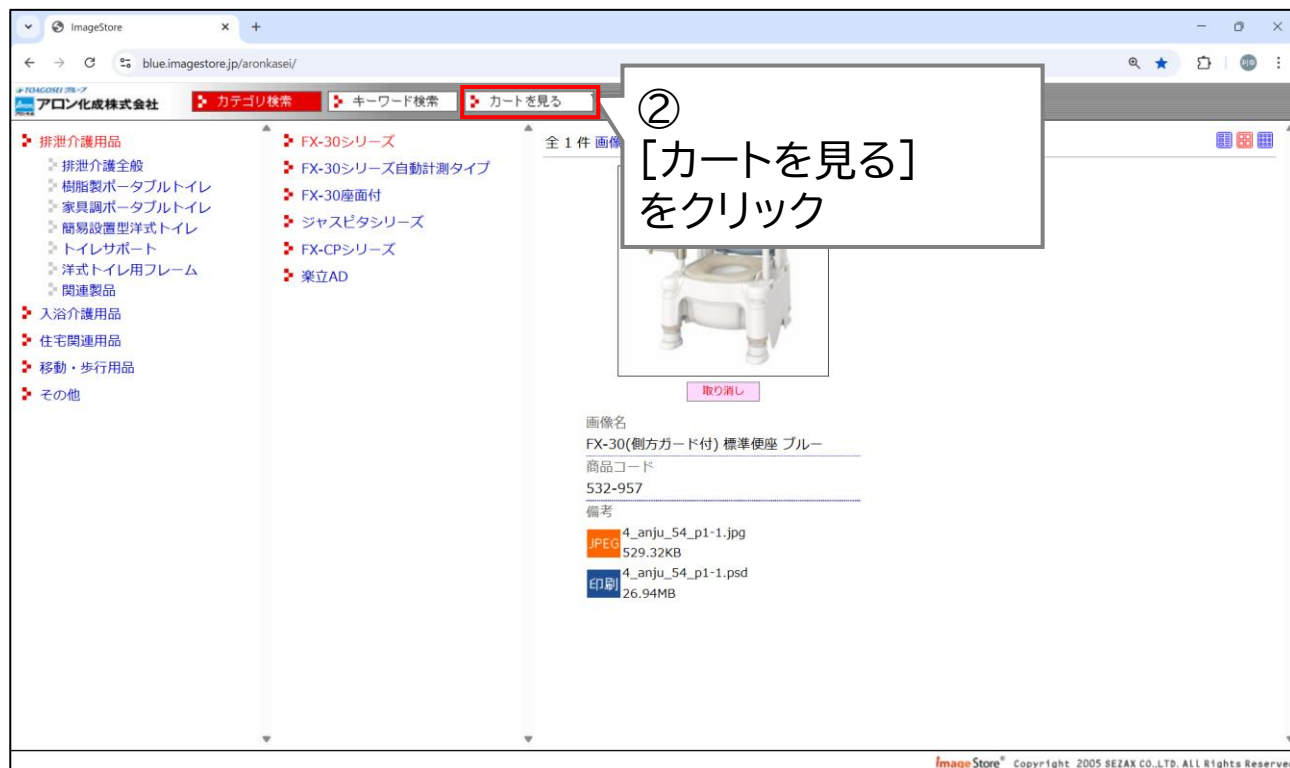 ImageStore
blue.imagestore.jp/aronkasei/
TOAGOSEI グループ
アロン化成株式会社
カテゴリ検索
キーワード検索
カートを見る
②
[カートを見る]
をクリック
排泄介護用品
排泄介護全般
樹脂製ポータブルトイレ
家具調ポータブルトイレ
簡易設置型洋式トイレ
トイレサポート
洋式トイレ用フレーム
関連製品
入浴介護用品
住宅関連用品
移動・歩行用品
その他
FX-30シリーズ
FX-30シリーズ自動計測タイプ
FX-30座面付
ジャスピタシリーズ
FX-CPシリーズ
楽立AD
全 1 件 画像
取り消し
画像名
FX-30(側方ガード付) 標準便座 ブルー
商品コード
532-957
備考
JPEG
4_anju_54_p1-1.jpg
529.32KB
印刷
4_anju_54_p1-1.psd
26.94MB
ImageStore® Copyright 2005 SEZAX CO.,LTD. ALL Rights Reserved